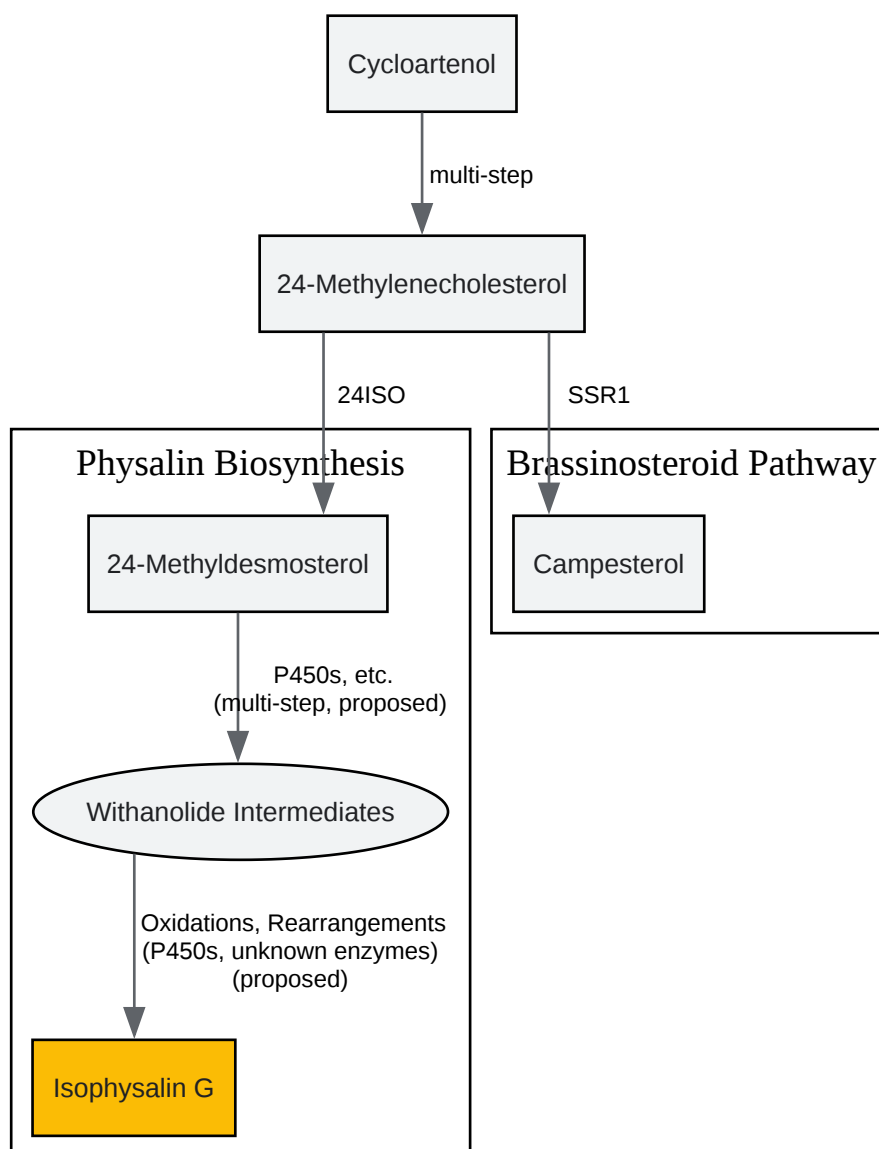 Cycloartenol
multi-step
24-Methylenecholesterol
24ISO
SSR1
Physalin Biosynthesis
Brassinosteroid Pathway
24-Methyldesmosterol
Campesterol
P450s, etc.
(multi-step, proposed)
Withanolide Intermediates
Oxidations, Rearrangements
(P450s, unknown enzymes)
(proposed)
Isophysalin G